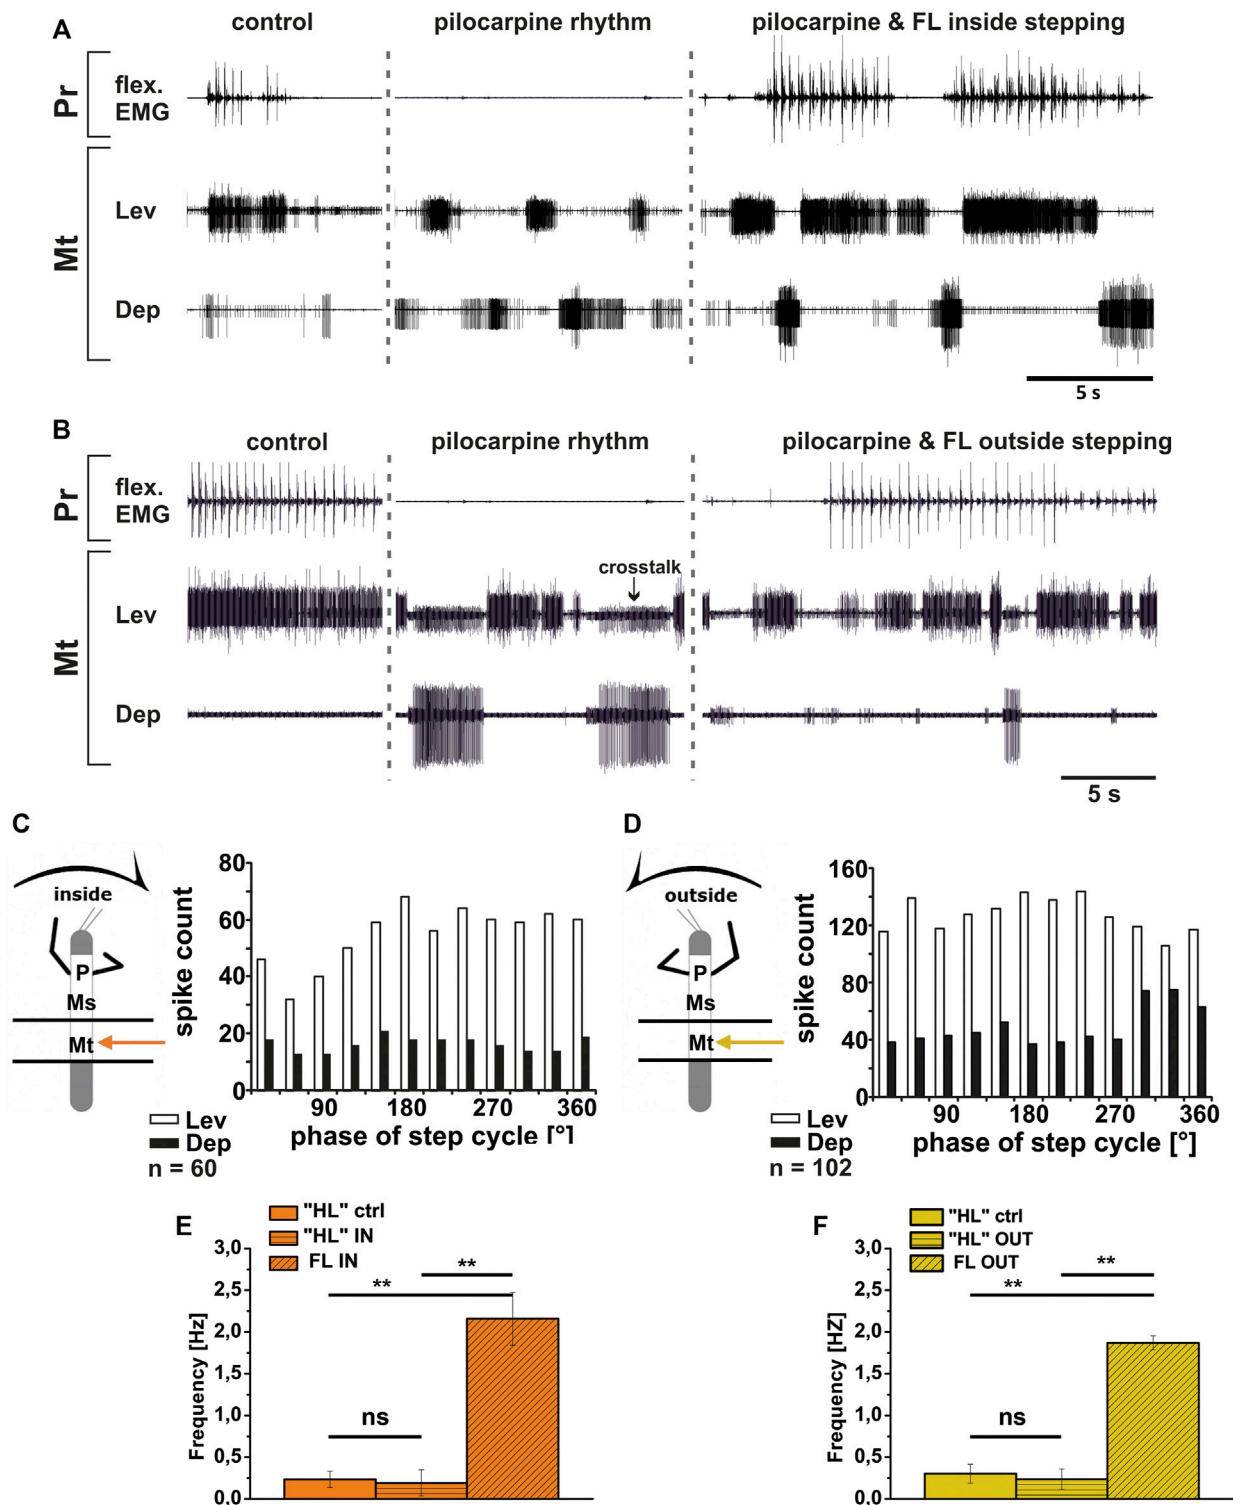 A
control pilocarpine rhythm pilocarpine & FL inside stepping
Pr
flex.
EMG
Mt
Lev
Dep
5 s
B
control pilocarpine rhythm pilocarpine & FL outside stepping
Pr
flex.
EMG
crosstalk
Mt
Lev
Dep
5 s
C
inside
P
Ms
Mt
spike count
80
60
40
20
0
90 180 270 360
phase of step cycle [°]
Lev
Dep
n = 60
D
outside
P
Ms
Mt
spike count
160
120
80
40
0
90 180 270 360
phase of step cycle [°]
Lev
Dep
n = 102
E
"HL" ctrl
"HL" IN
FL IN
Frequency [Hz]
3,0
2,5
2,0
1,5
1,0
0,5
0,0
**
**
ns
F
"HL" ctrl
"HL" OUT
FL OUT
Frequency [HZ]
3,0
2,5
2,0
1,5
1,0
0,5
0,0
**
**
ns